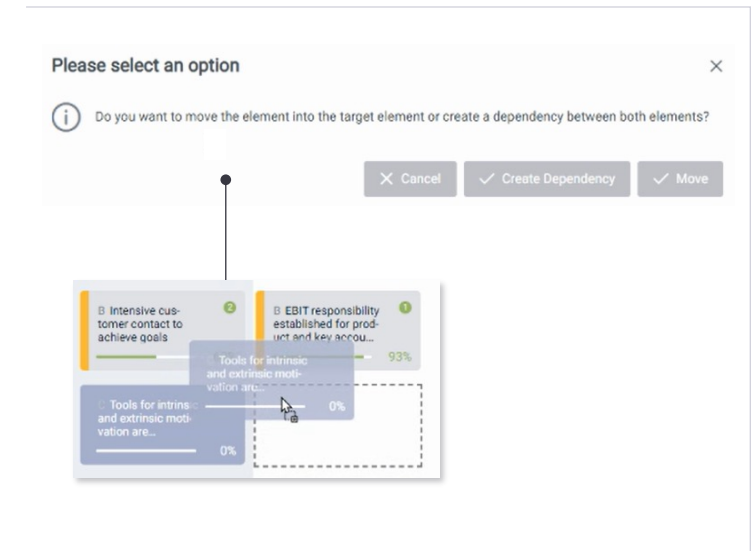 Please select an option
Do you want to move the element into the target element or create a dependency between both elements?
Cancel
Create Dependency
Move
B Intensive cus-
tomer contact to
achieve goals
2
B EBIT responsibility
established for prod-
uct and key accou...
1
93%
Tools for intrinsic
and extrinsic moti-
vation are...
0%
Tools for intrinsic
and extrinsic moti-
vation are...
0%